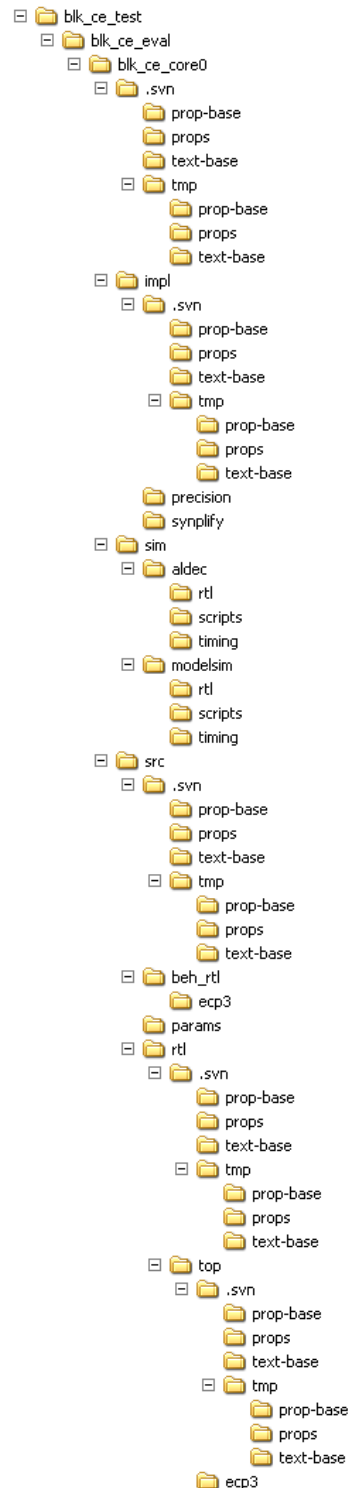 blk_ce_test
blk_ce_eval
blk_ce_core0
.svn
prop-base
props
text-base
tmp
prop-base
props
text-base
impl
.svn
prop-base
props
text-base
tmp
prop-base
props
text-base
precision
synplify
sim
aldec
rtl
scripts
timing
modelsim
rtl
scripts
timing
src
.svn
prop-base
props
text-base
tmp
prop-base
props
text-base
beh_rtl
ecp3
params
rtl
.svn
prop-base
props
text-base
tmp
prop-base
props
text-base
top
.svn
prop-base
props
text-base
tmp
prop-base
props
text-base
ecp3